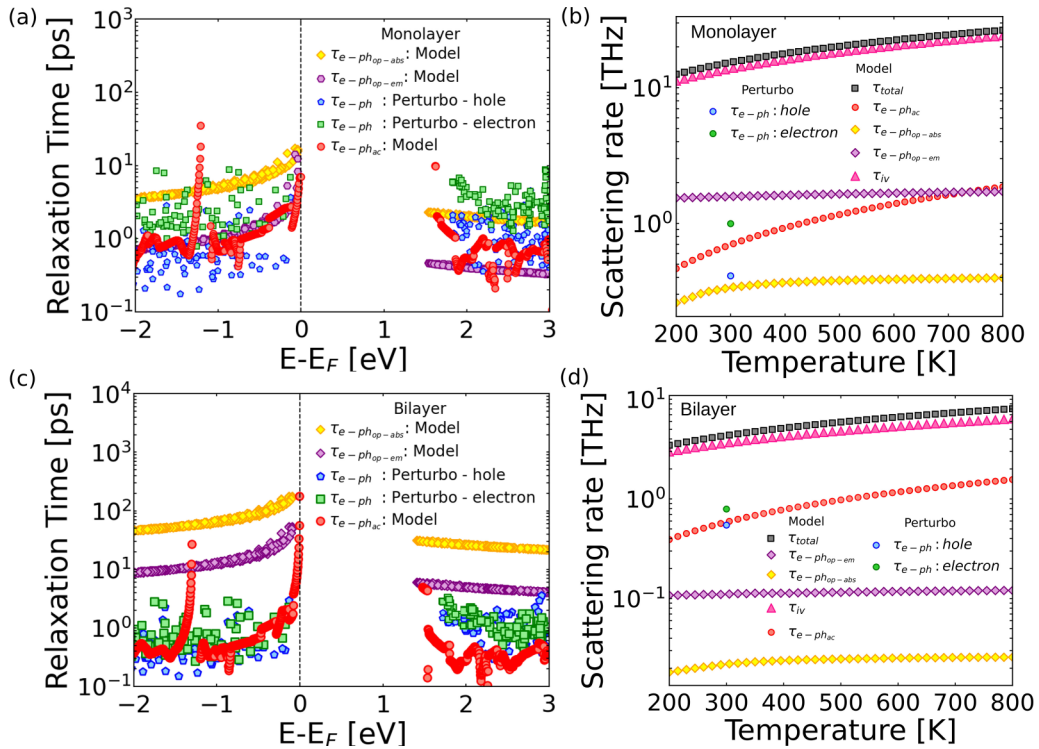 (a)
Relaxation Time [ps]
10³
10²
10¹
10⁰
10⁻¹
Monolayer
τe−phop−abs: Model
τe−phop−em: Model
τe−ph : Perturbo - hole
τe−ph : Perturbo - electron
τe−phac: Model
−2 −1 0 1 2 3
E-EF [eV]
(b)
Scattering rate [THz]
10¹
10⁰
Monolayer
Perturbo
τe−ph : hole
τe−ph : electron
Model
τtotal
τe−phac
τe−phop−abs
τe−phop−em
τiv
200 300 400 500 600 700 800
Temperature [K]
(c)
Relaxation Time [ps]
10⁴
10³
10²
10¹
10⁰
10⁻¹
Bilayer
τe−phop−abs: Model
τe−phop−em: Model
τe−ph : Perturbo - hole
τe−ph : Perturbo - electron
τe−phac: Model
−2 −1 0 1 2 3
E-EF [eV]
(d)
Scattering rate [THz]
10¹
10⁰
10⁻¹
Bilayer
Model
τtotal
τe−phop−em
τe−phop−abs
τiv
τe−phac
Perturbo
τe−ph : hole
τe−ph : electron
200 300 400 500 600 700 800
Temperature [K]